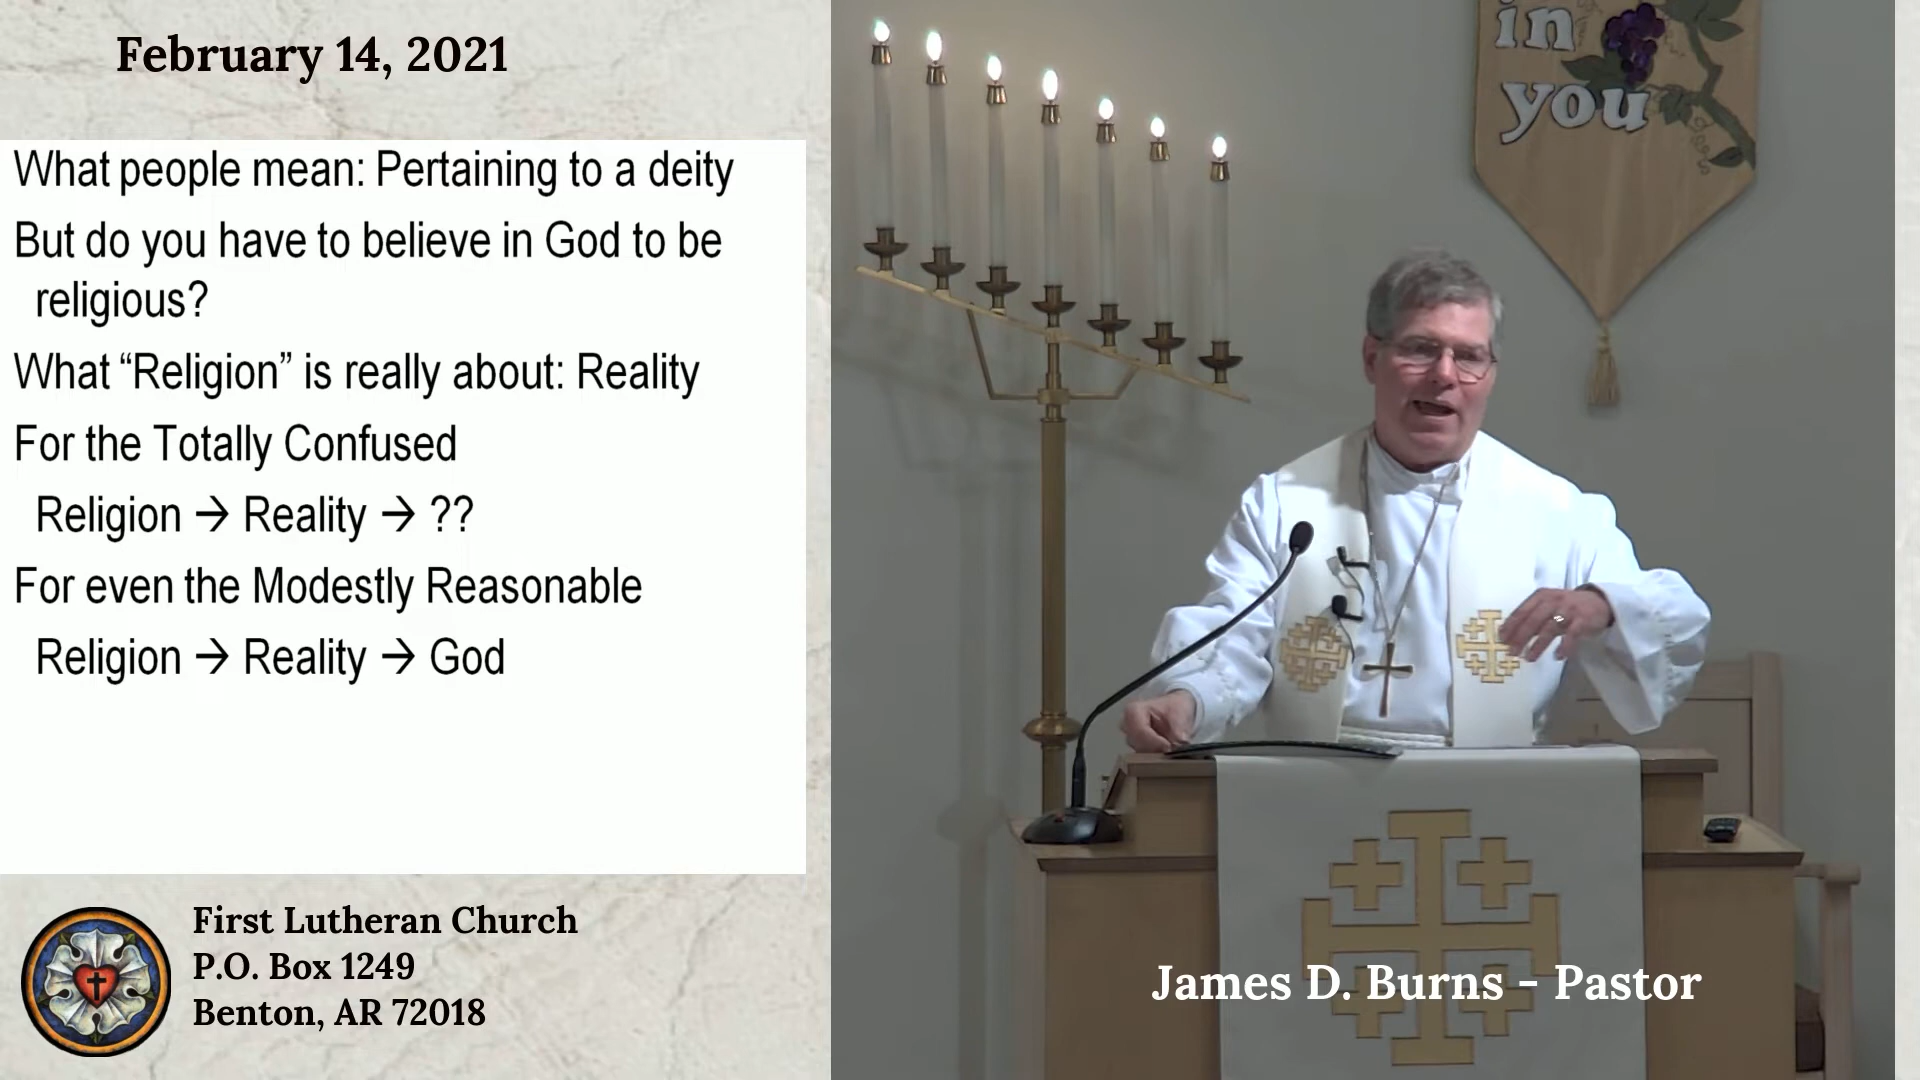 February 14, 2021
What people mean: Pertaining to a deity
But do you have to believe in God to be
religious?
What “Religion” is really about: Reality
For the Totally Confused
Religion → Reality → ??
For even the Modestly Reasonable
Religion → Reality → God
First Lutheran Church
P.O. Box 1249
Benton, AR 72018
in
you
James D. Burns - Pastor